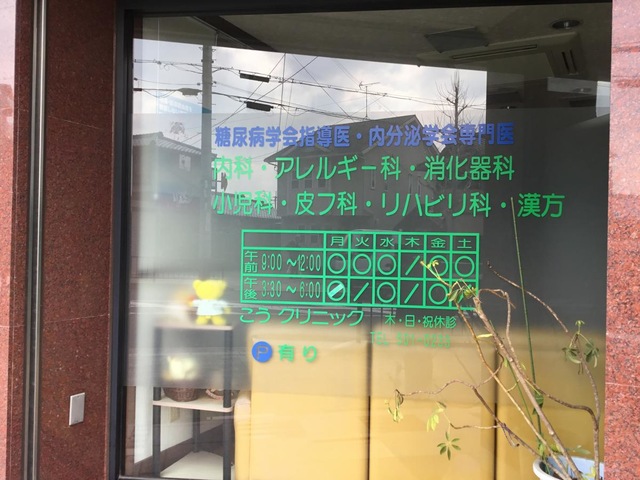 糖尿病学会指導医・内分泌学会専門医
内科・アレルギー科・消化器科
小児科・皮フ科・リハビリ科・漢方
月 火 水 木 金 土
午前 9:00～12:00 ○ ○ ○ / ○ ○
午後 3:30～6:00 / ○ /
こう クリニック 木・日・祝休診
TEL
P 有り